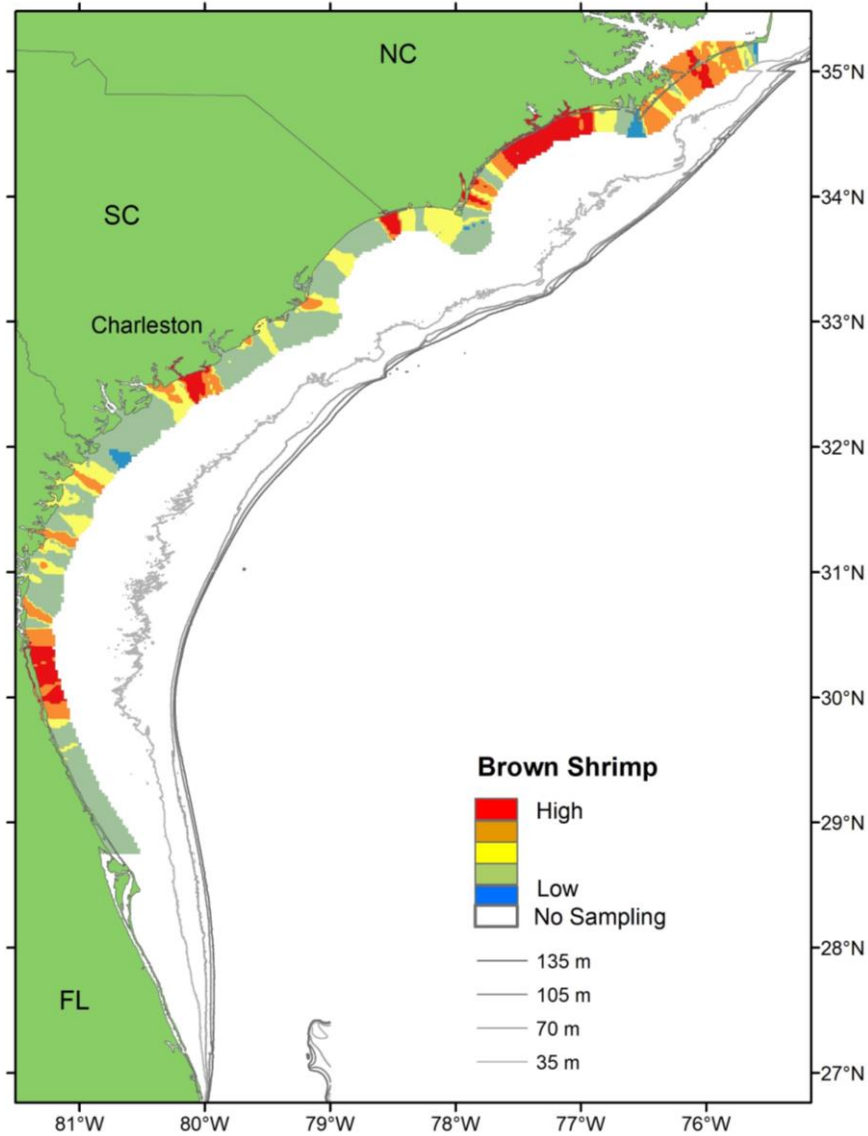 NC
35°N
34°N
SC
33°N
Charleston
32°N
31°N
30°N
Brown Shrimp
High
29°N
Low
No Sampling
28°N
135 m
FL
105 m
70 m
35 m
27°N
81°W 80°W 79°W 78°W 77°W 76°W